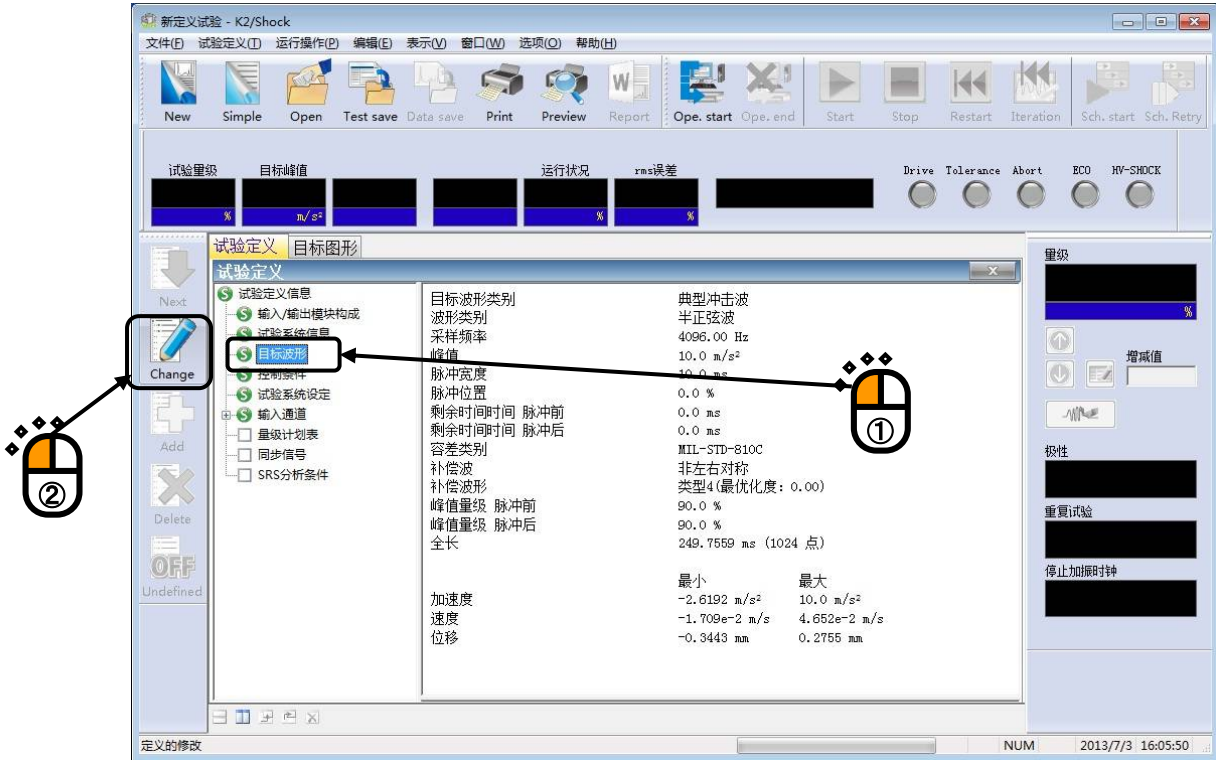 新定义试验 - K2/Shock
文件(F) 试验定义(T) 运行操作(P) 编辑(E) 表示(V) 窗口(W) 选项(O) 帮助(H)
New Simple Open Test save Data save Print Preview Report Ope. start Ope. end Start Stop Restart Iteration Sch. start Sch. Retry
试验量级 目标峰值 运行状况 rms误差 Drive Tolerance Abort ECO HV-SHOCK
% m/s² % %
试验定义 目标图形
试验定义
Next
Change
Add
Delete
OFF
Undefined
试验定义信息
输入/输出模块构成
试验系统信息
目标波形
控制条件
试验系统设定
输入通道
量级计划表
同步信号
SRS分析条件
目标波形类别 典型冲击波
波形类别 半正弦波
采样频率 4096.00 Hz
峰值 10.0 m/s²
脉冲宽度 10.0 ms
脉冲位置 0.0 %
剩余时间时间 脉冲前 0.0 ms
剩余时间时间 脉冲后 0.0 ms
容差类别 MIL-STD-810C
补偿波 非左右对称
补偿波形 类型4(最优化度: 0.00)
峰值量级 脉冲前 90.0 %
峰值量级 脉冲后 90.0 %
全长 249.7559 ms (1024 点)
最小 最大
加速度 -2.6192 m/s² 10.0 m/s²
速度 -1.709e-2 m/s 4.652e-2 m/s
位移 -0.3443 mm 0.2755 mm
①
②
量级
%
增减值
极性
重复试验
停止加振时钟
定义的修改 NUM 2013/7/3 16:05:50